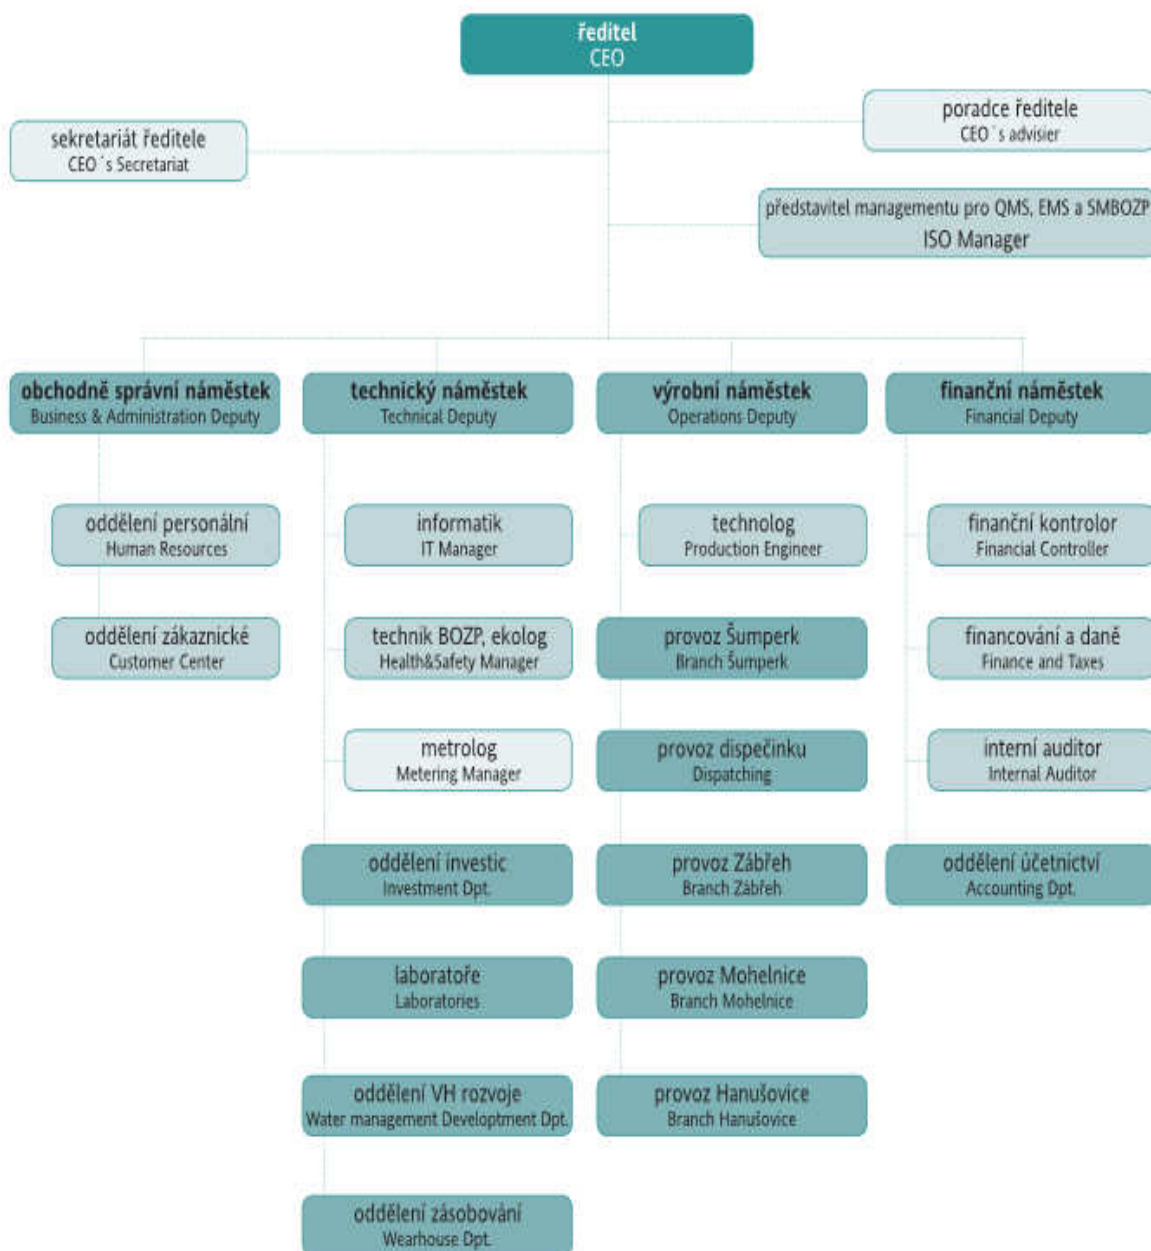 ředitel
CEO
poradce ředitele
CEO´s advisier
sekretariát ředitele
CEO´s Secretariat
představitel managementu pro QMS, EMS a SMBOZP
ISO Manager
obchodně správní náměstek
Business & Administration Deputy
technický náměstek
Technical Deputy
výrobní náměstek
Operations Deputy
finanční náměstek
Financial Deputy
oddělení personální
Human Resources
informatik
IT Manager
technolog
Production Engineer
finanční kontrolor
Financial Controller
oddělení zákaznické
Customer Center
technik BOZP, ekolog
Health&Safety Manager
provoz Šumperk
Branch Šumperk
financování a daně
Finance and Taxes
metrolog
Metering Manager
provoz dispečinku
Dispatching
interní auditor
Internal Auditor
oddělení investic
Investment Dpt.
provoz Zábřeh
Branch Zábřeh
oddělení účetnictví
Accounting Dpt.
laboratoře
Laboratories
provoz Mohelnice
Branch Mohelnice
oddělení VH rozvoje
Water management Developtment Dpt.
provoz Hanušovice
Branch Hanušovice
oddělení zásobování
Wearhouse Dpt.